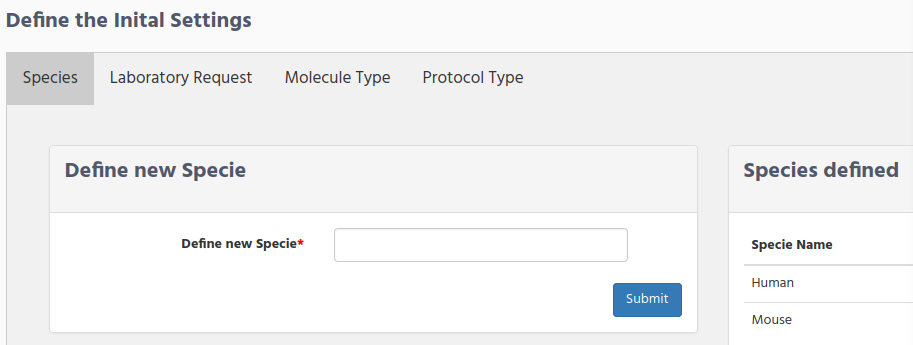 Define the Inital Settings
Species Laboratory Request Molecule Type Protocol Type
Define new Specie
Define new Specie*
Submit
Species defined
Specie Name
Human
Mouse